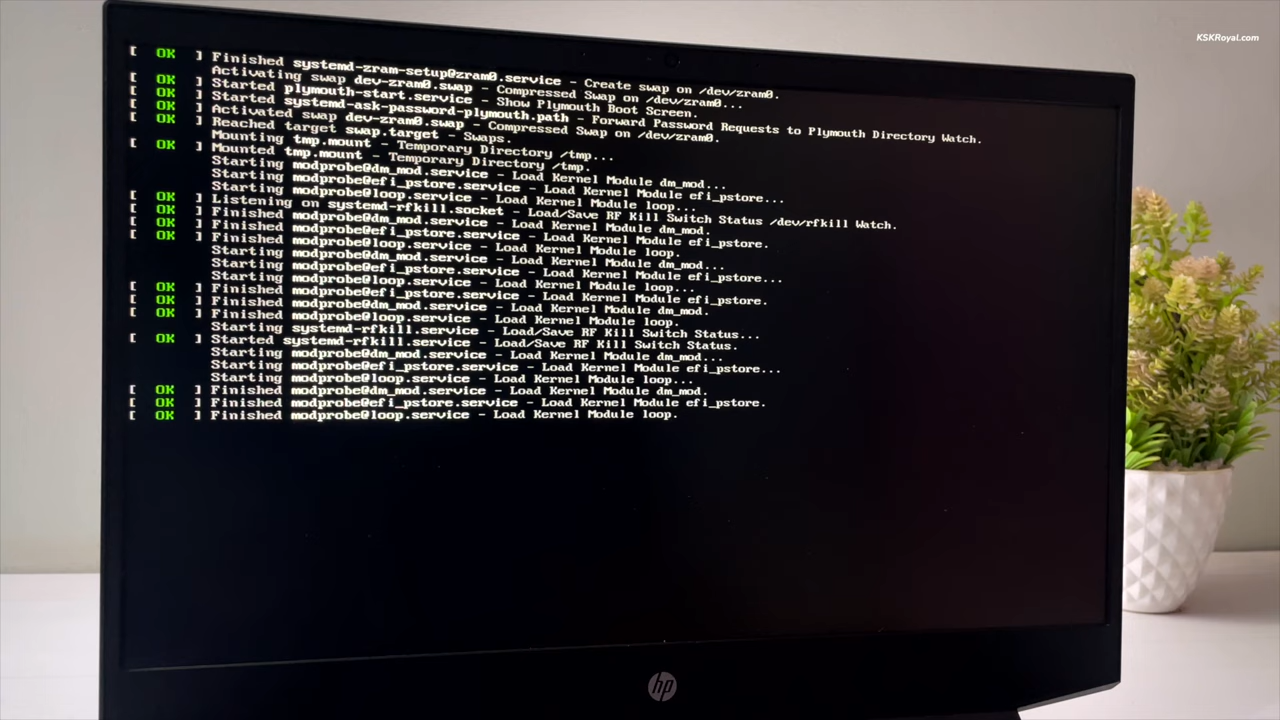 KSKRoyal.com
[  OK  ] Finished systemd-zram-setup@zram0.service - Create swap on /dev/zram0.
Activating swap dev-zram0.swap - Compressed Swap on /dev/zram0...
[  OK  ] Started plymouth-start.service - Show Plymouth Boot Screen.
[  OK  ] Started systemd-ask-password-plymouth.path - Forward Password Requests to Plymouth Directory Watch.
[  OK  ] Activated swap dev-zram0.swap - Compressed Swap on /dev/zram0.
[  OK  ] Reached target swap.target - Swaps.
Mounting tmp.mount - Temporary Directory /tmp...
[  OK  ] Mounted tmp.mount - Temporary Directory /tmp.
Starting modprobe@dm_mod.service - Load Kernel Module dm_mod...
Starting modprobe@efi_pstore.service - Load Kernel Module efi_pstore...
Starting modprobe@loop.service - Load Kernel Module loop...
[  OK  ] Listening on systemd-rfkill.socket - Load/Save RF Kill Switch Status /dev/rfkill Watch.
[  OK  ] Finished modprobe@dm_mod.service - Load Kernel Module dm_mod.
[  OK  ] Finished modprobe@efi_pstore.service - Load Kernel Module efi_pstore.
[  OK  ] Finished modprobe@loop.service - Load Kernel Module loop.
Starting modprobe@dm_mod.service - Load Kernel Module dm_mod...
Starting modprobe@efi_pstore.service - Load Kernel Module efi_pstore...
Starting modprobe@loop.service - Load Kernel Module loop...
[  OK  ] Finished modprobe@efi_pstore.service - Load Kernel Module efi_pstore.
[  OK  ] Finished modprobe@dm_mod.service - Load Kernel Module dm_mod.
[  OK  ] Finished modprobe@loop.service - Load Kernel Module loop.
Starting systemd-rfkill.service - Load/Save RF Kill Switch Status...
[  OK  ] Started systemd-rfkill.service - Load/Save RF Kill Switch Status.
Starting modprobe@dm_mod.service - Load Kernel Module dm_mod...
Starting modprobe@efi_pstore.service - Load Kernel Module efi_pstore...
Starting modprobe@loop.service - Load Kernel Module loop...
[  OK  ] Finished modprobe@dm_mod.service - Load Kernel Module dm_mod.
[  OK  ] Finished modprobe@efi_pstore.service - Load Kernel Module efi_pstore.
[  OK  ] Finished modprobe@loop.service - Load Kernel Module loop.
hp